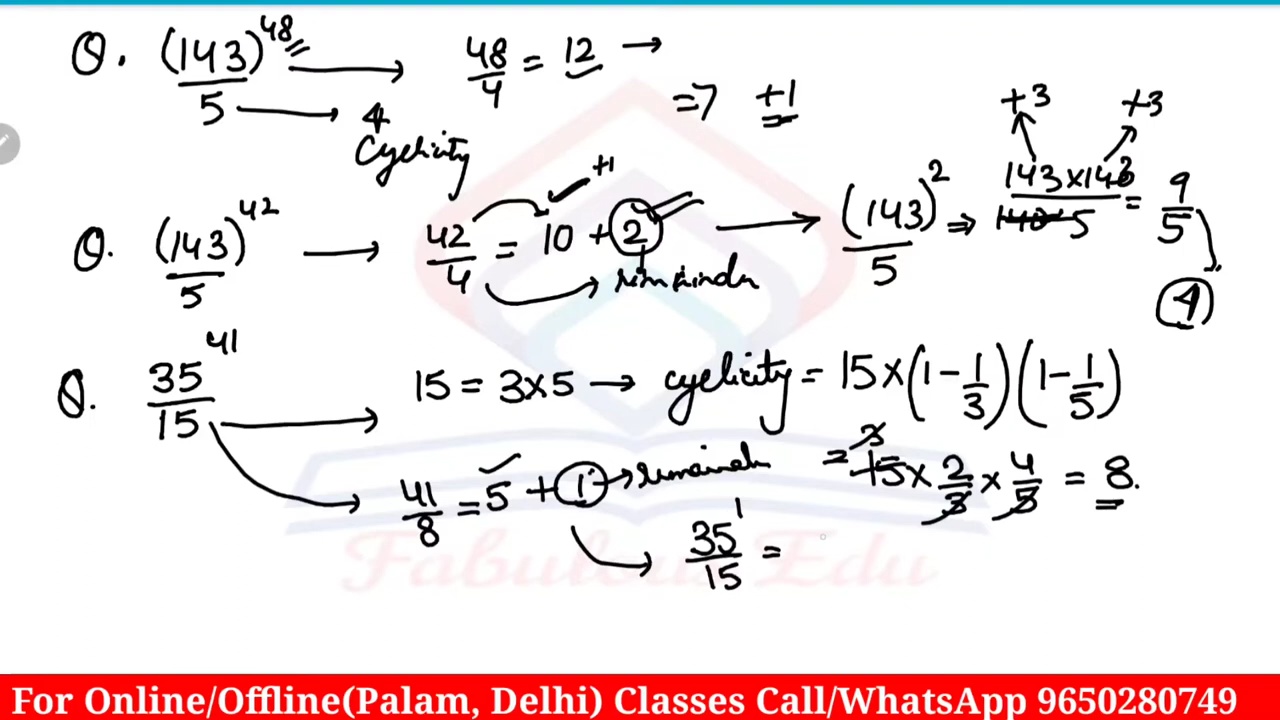 Q. (143)^48 / 5 → 48/4 = 12 →
5 → 4 Cyclicity
=7 +1
+3 +3
Q. (143)^42 / 5 → 42/4 = 10 + 2 → (143)^2 / 5 ⇒ 143×143 / 5 = 9/5
+1
remainder
4
Q. 35^41 / 15 → 15 = 3×5 → cyclicity = 15×(1-1/3)(1-1/5)
= 15 × 2/3 × 4/5 = 8.
41/8 = 5 + 1 → remainder
35^1 / 15 =
Fabulous Edu
For Online/Offline(Palam, Delhi) Classes Call/WhatsApp 9650280749